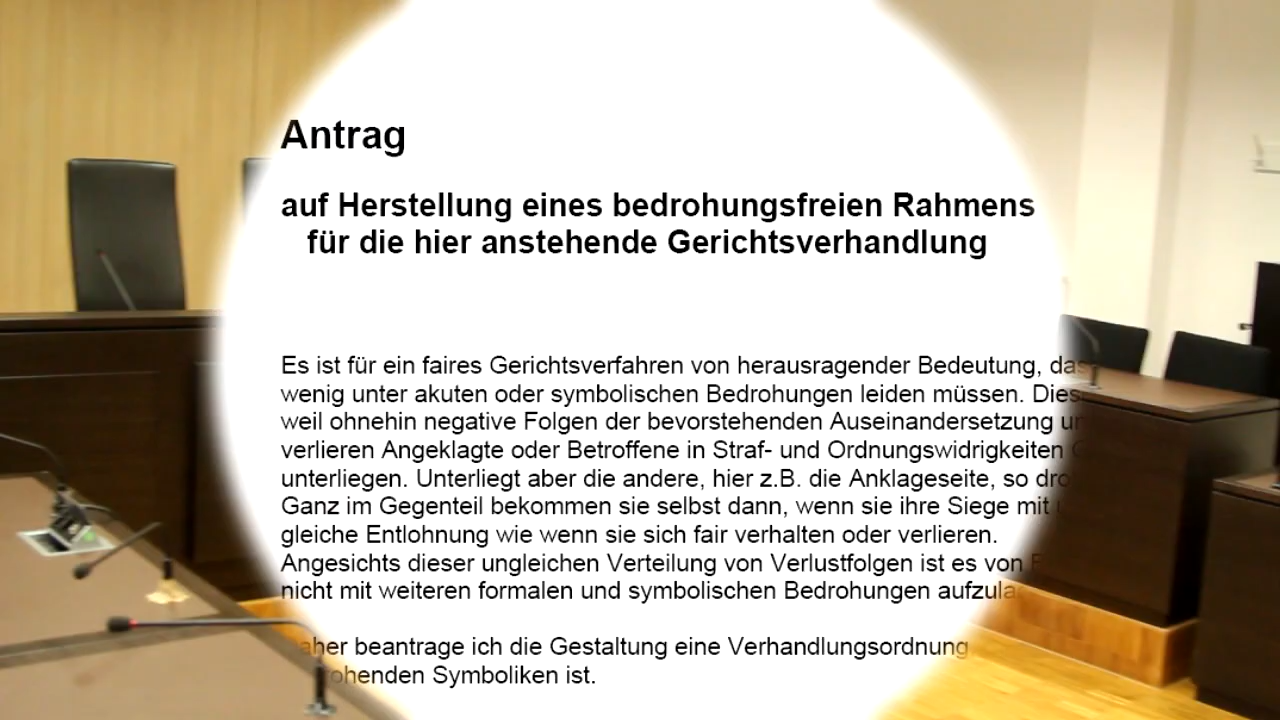 Antrag
auf Herstellung eines bedrohungsfreien Rahmens
für die hier anstehende Gerichtsverhandlung
Es ist für ein faires Gerichtsverfahren von herausragender Bedeutung,
wenig unter akuten oder symbolischen Bedrohungen leiden müssen.
weil ohnehin negative Folgen der bevorstehenden Auseinandersetzung
verlieren Angeklagte oder Betroffene in Straf- und Ordnungswidrigkeiten
unterliegen. Unterliegt aber die andere, hier z.B. die Anklageseite, so
Ganz im Gegenteil bekommen sie selbst dann, wenn sie ihre Siege mit
gleiche Entlohnung wie wenn sie sich fair verhalten oder verlieren.
Angesichts dieser ungleichen Verteilung von Verlustfolgen ist es von
nicht mit weiteren formalen und symbolischen Bedrohungen
beantrage ich die Gestaltung eine Verhandlungsordnung
Symboliken ist.